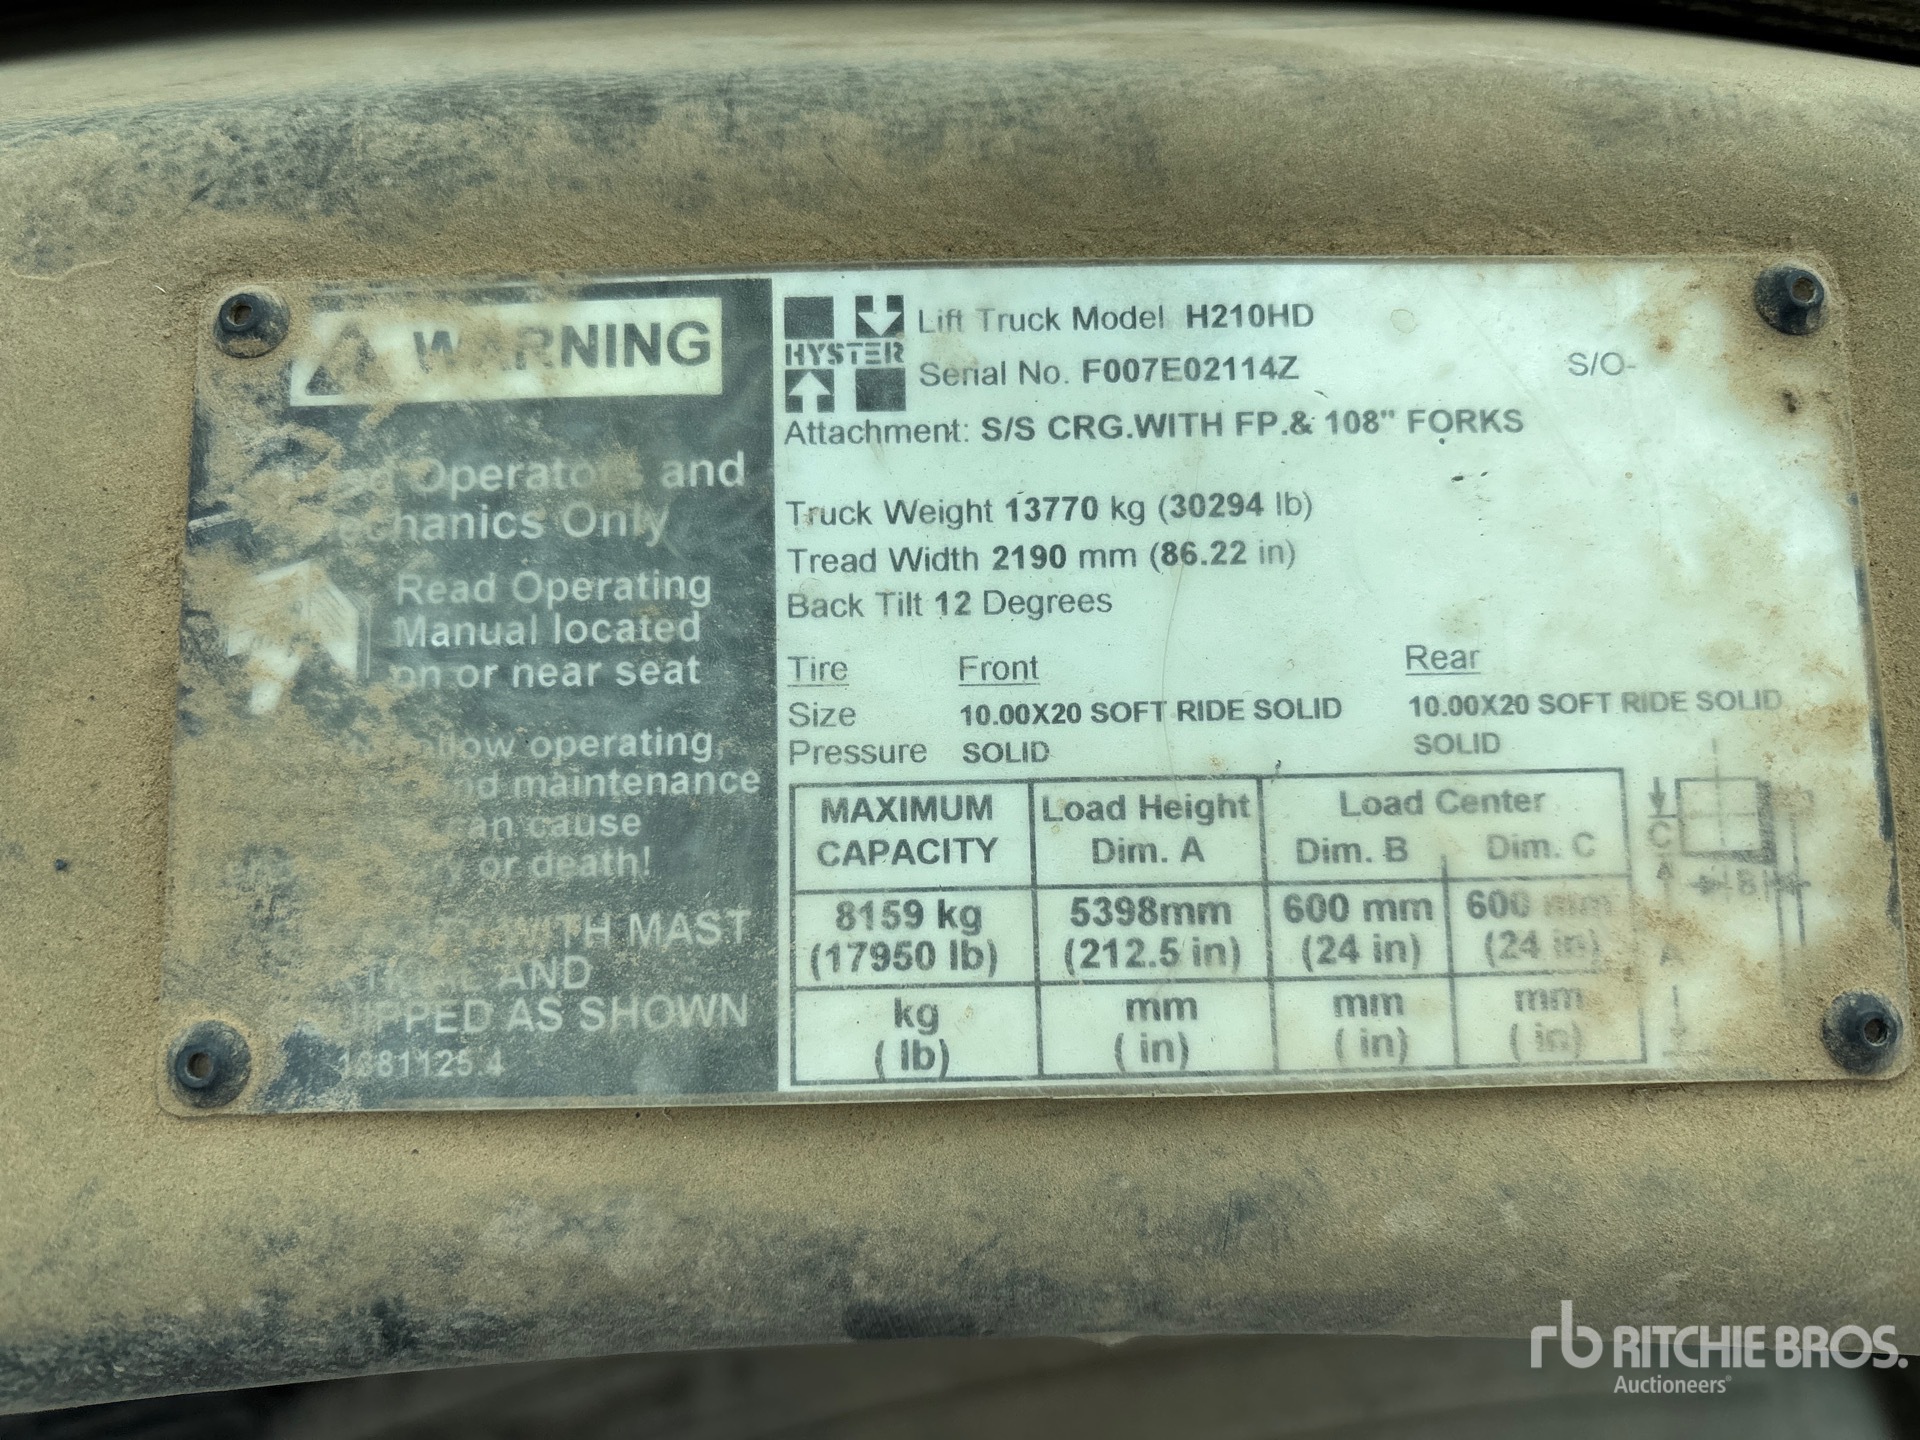 WARNING
Operators and
Only
Read Operating
Manual located
on or near seat
operating,
and maintenance
can cause
or death!
WITH MAST
AND
EQUIPPED AS SHOWN
1681125.4
HYSTER
Lift Truck Model H210HD
Serial No. F007E02114Z
S/O-
Attachment: S/S CRG.WITH FP.& 108" FORKS
Truck Weight 13770 kg (30294 lb)
Tread Width 2190 mm (86.22 in)
Back Tilt 12 Degrees
Tire Front Rear
Size 10.00X20 SOFT RIDE SOLID 10.00X20 SOFT RIDE SOLID
Pressure SOLID SOLID
MAXIMUM Load Height Load Center
CAPACITY Dim. A Dim. B Dim. C
8159 kg 5398mm 600 mm 600 mm
(17950 lb) (212.5 in) (24 in) (24 in)
kg mm mm mm
( lb) ( in) ( in) ( in)
C
A
B
A
rb RITCHIE BROS.
Auctioneers